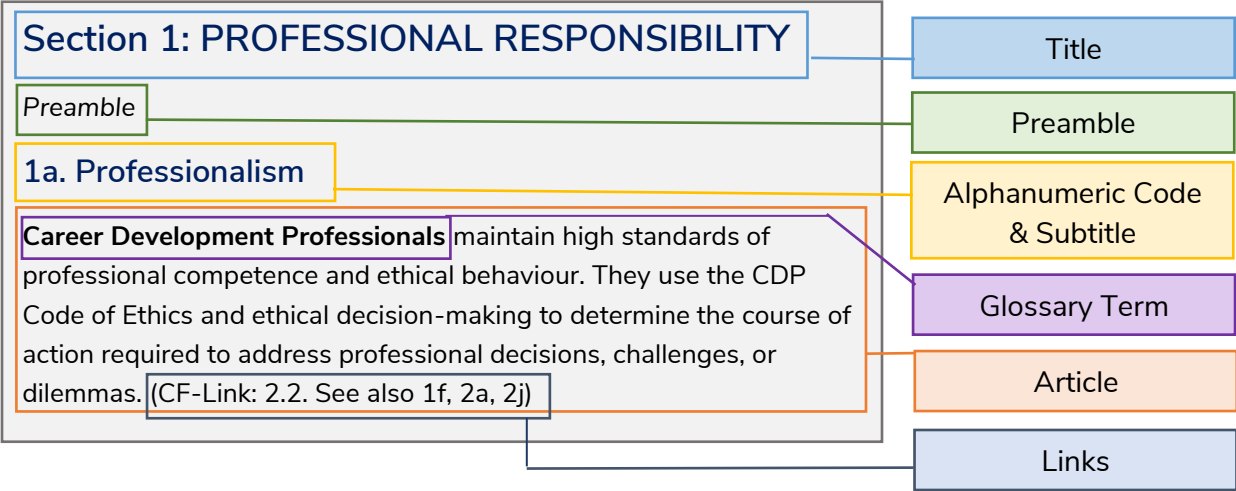 Section 1: PROFESSIONAL RESPONSIBILITY
Preamble
1a. Professionalism
Career Development Professionals maintain high standards of
professional competence and ethical behaviour. They use the CDP
Code of Ethics and ethical decision-making to determine the course of
action required to address professional decisions, challenges, or
dilemmas. (CF-Link: 2.2. See also 1f, 2a, 2j)
Title
Preamble
Alphanumeric Code
& Subtitle
Glossary Term
Article
Links